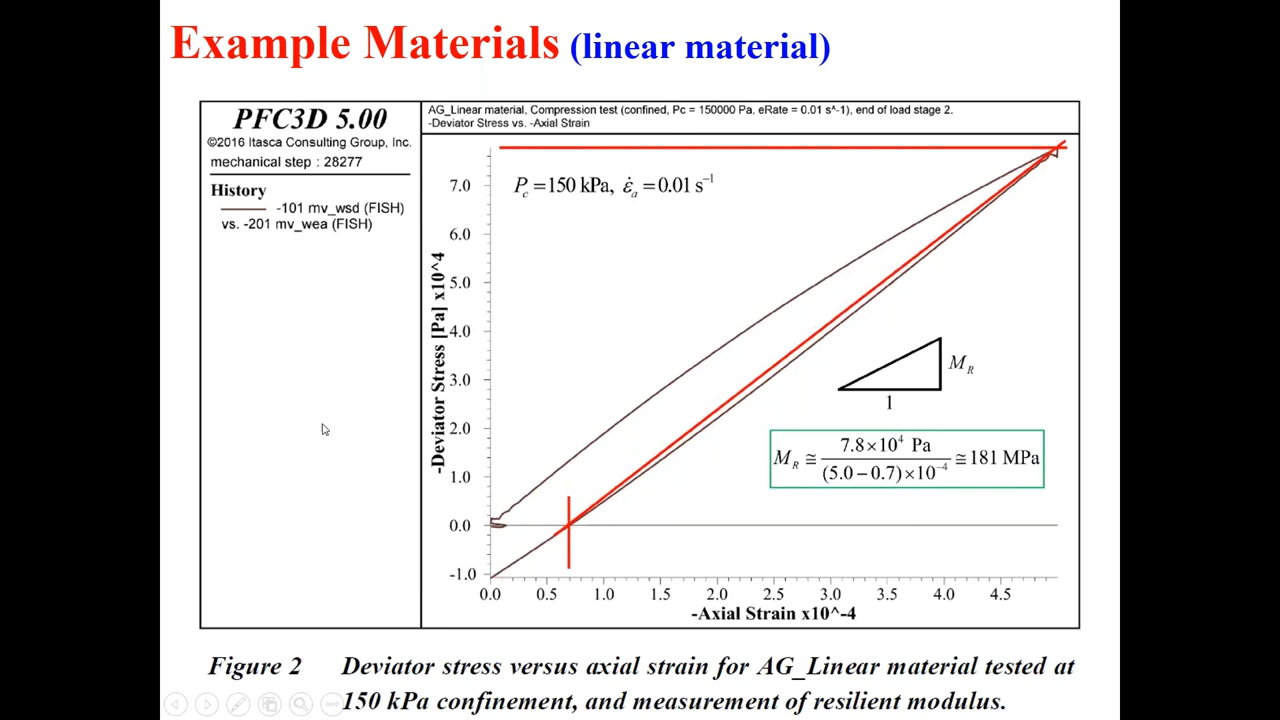 Example Materials (linear material)
PFC3D 5.00
©2016 Itasca Consulting Group, Inc.
mechanical step : 28277
History
-101 mv_wsd (FISH)
vs. -201 mv_wea (FISH)
AG_Linear material, Compression test (confined, Pc = 150000 Pa, eRate = 0.01 s^-1), end of load stage 2.
-Deviator Stress vs. -Axial Strain
P_c = 150 kPa, ε̇_a = 0.01 s⁻¹
-Deviator Stress [Pa] x10^4
7.0
6.0
5.0
4.0
3.0
2.0
1.0
0.0
-1.0
M_R
1
M_R ≅ 7.8×10⁴ Pa / (5.0−0.7)×10⁻⁴ ≅ 181 MPa
0.0 0.5 1.0 1.5 2.0 2.5 3.0 3.5 4.0 4.5
-Axial Strain x10^-4
Figure 2 Deviator stress versus axial strain for AG_Linear material tested at
150 kPa confinement, and measurement of resilient modulus.